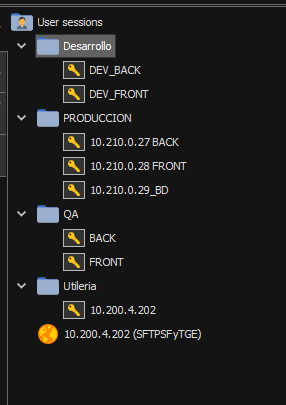 User sessions
Desarrollo
DEV_BACK
DEV_FRONT
PRODUCCION
10.210.0.27 BACK
10.210.0.28 FRONT
10.210.0.29_BD
QA
BACK
FRONT
Utileria
10.200.4.202
10.200.4.202 (SFTPSFyTGE)